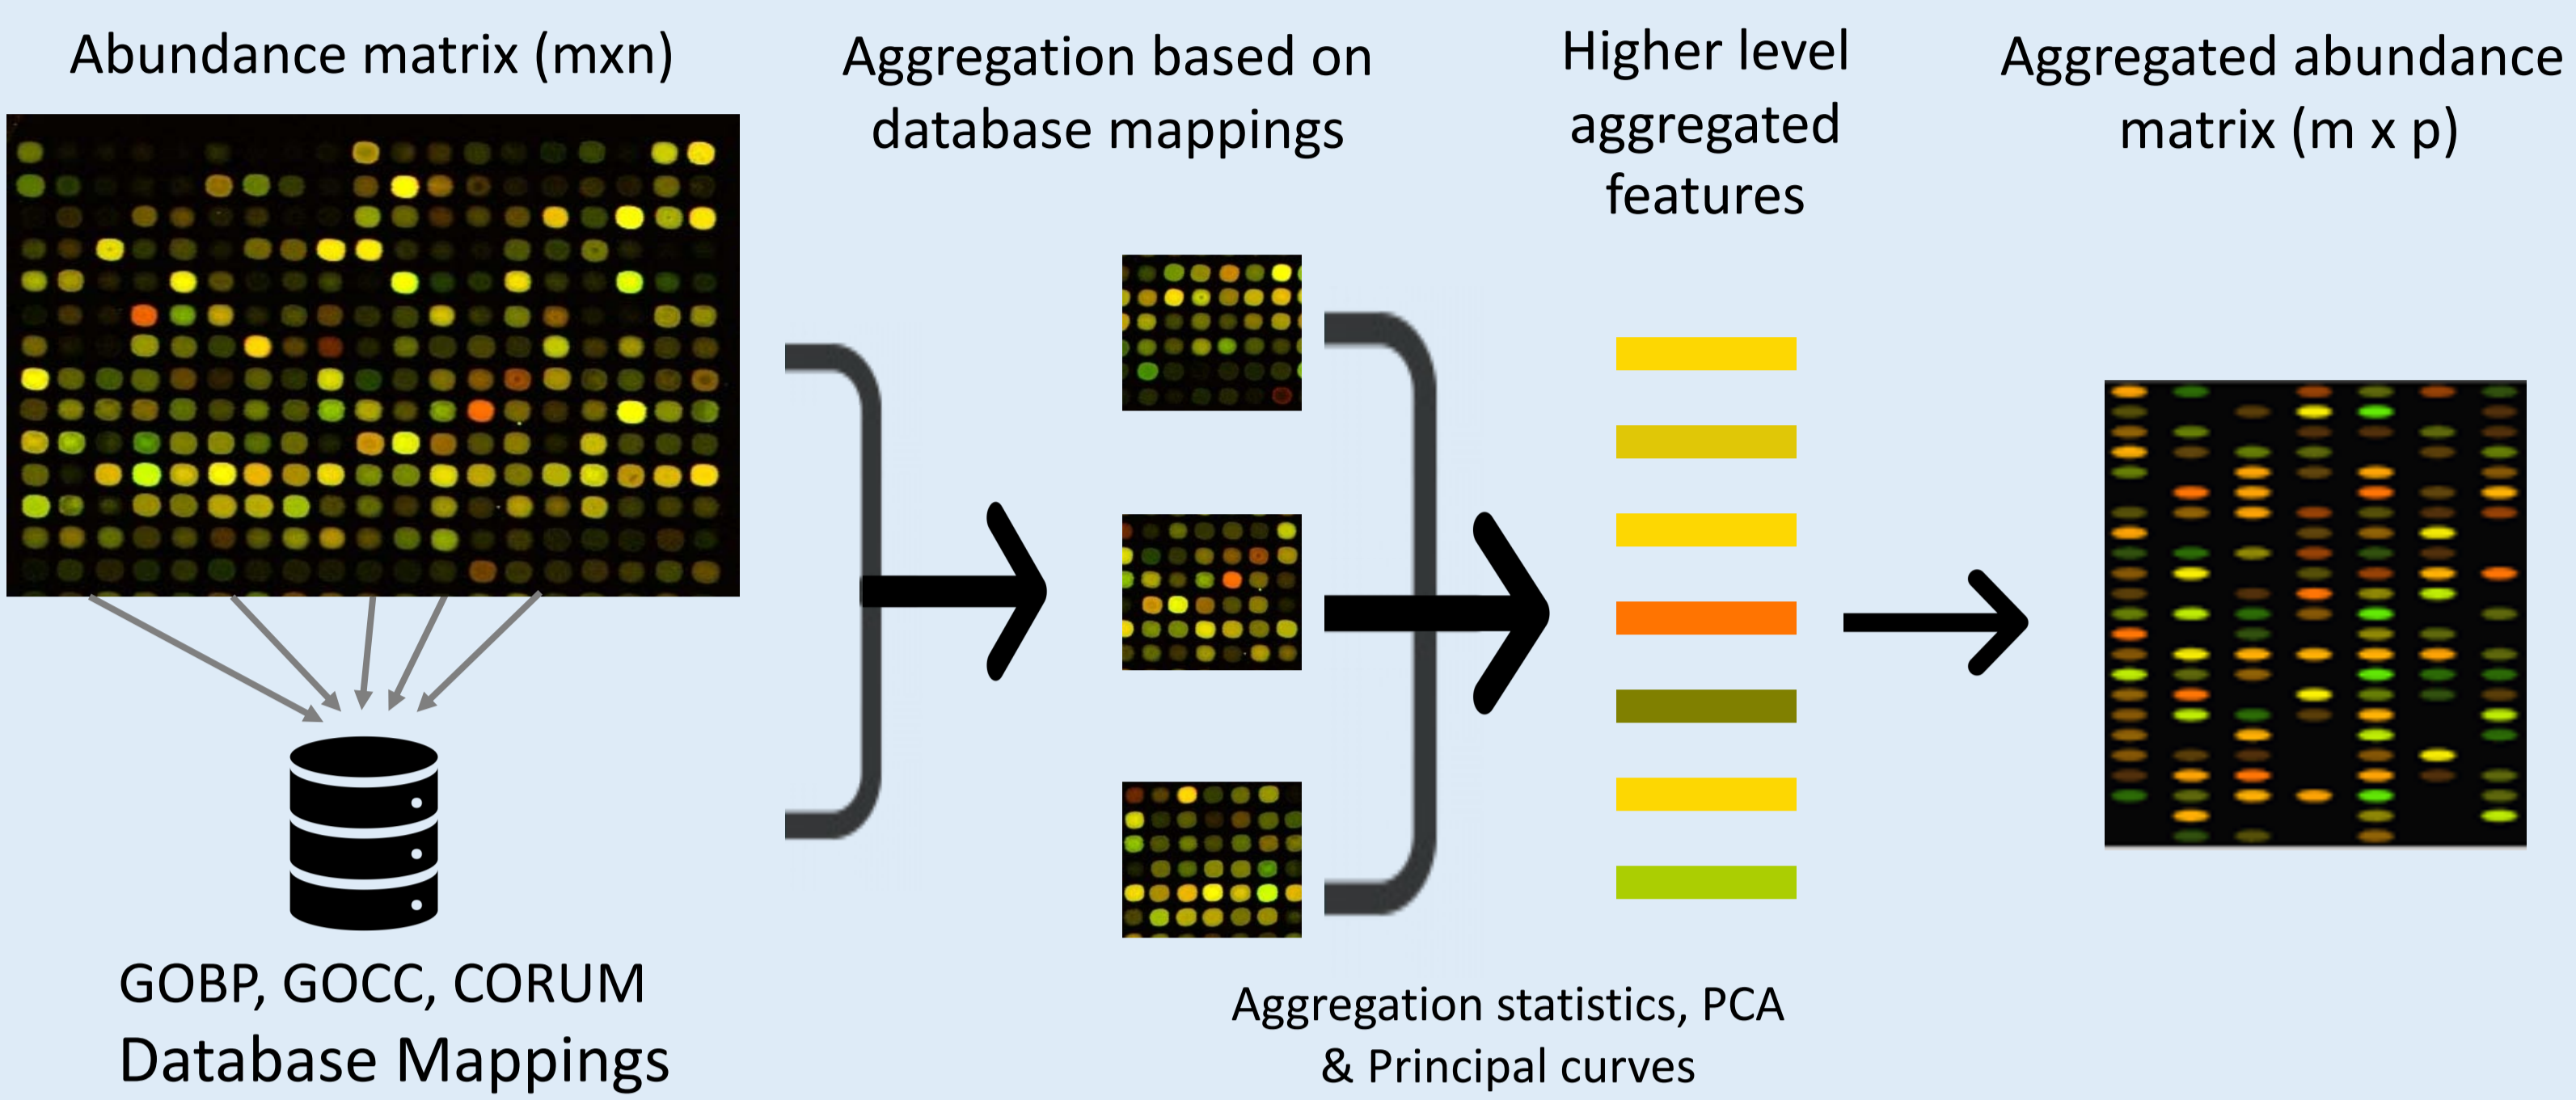 Abundance matrix (mxn)
Aggregation based on
database mappings
Higher level
aggregated
features
Aggregated abundance
matrix (m x p)
GOBP, GOCC, CORUM
Database Mappings
Aggregation statistics, PCA
& Principal curves